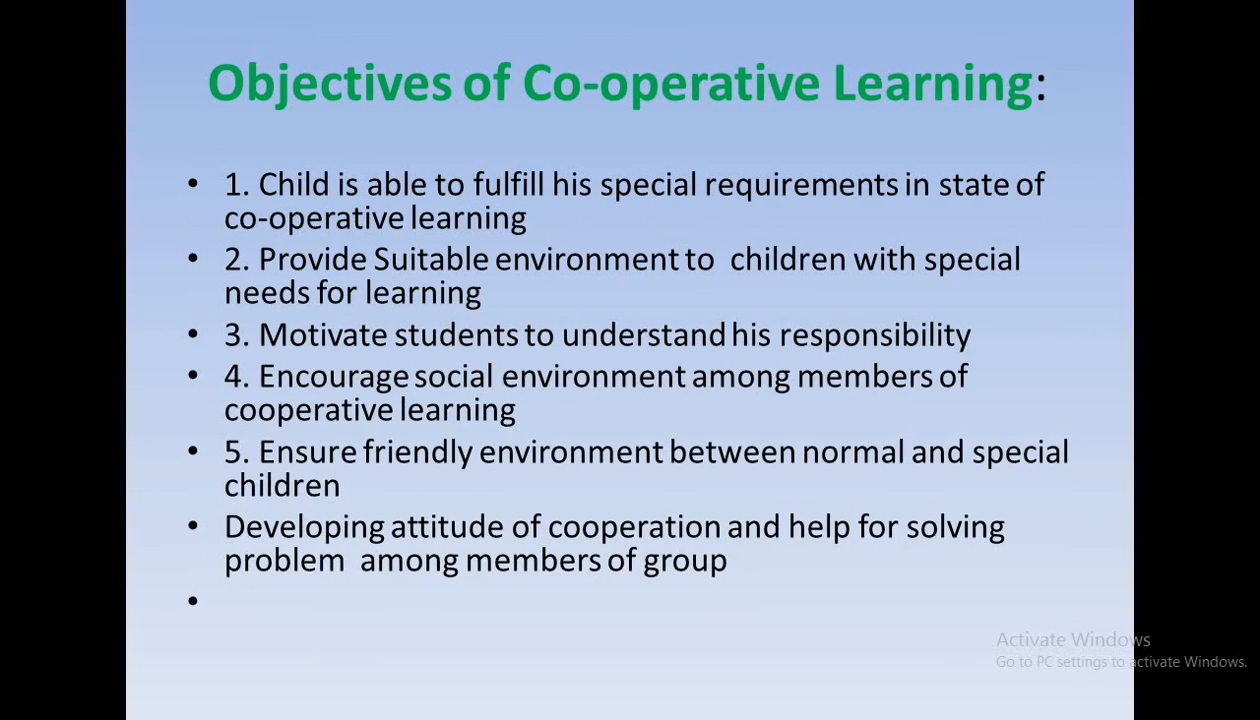 Objectives of Co-operative Learning:
• 1. Child is able to fulfill his special requirements in state of
co-operative learning
• 2. Provide Suitable environment to  children with special
needs for learning
• 3. Motivate students to understand his responsibility
• 4. Encourage social environment among members of
cooperative learning
• 5. Ensure friendly environment between normal and special
children
• Developing attitude of cooperation and help for solving
problem  among members of group
•
Activate Windows
Go to PC settings to activate Windows.